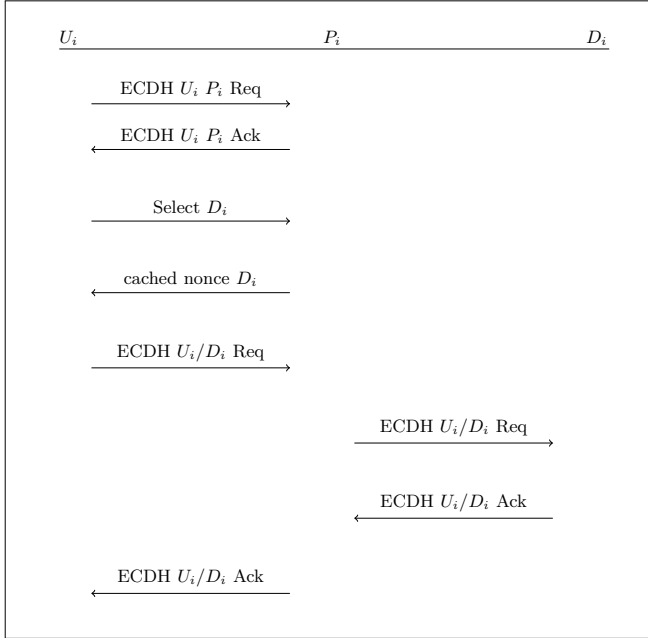 U_i P_i D_i
ECDH U_i P_i Req
ECDH U_i P_i Ack
Select D_i
cached nonce D_i
ECDH U_i/D_i Req
ECDH U_i/D_i Req
ECDH U_i/D_i Ack
ECDH U_i/D_i Ack